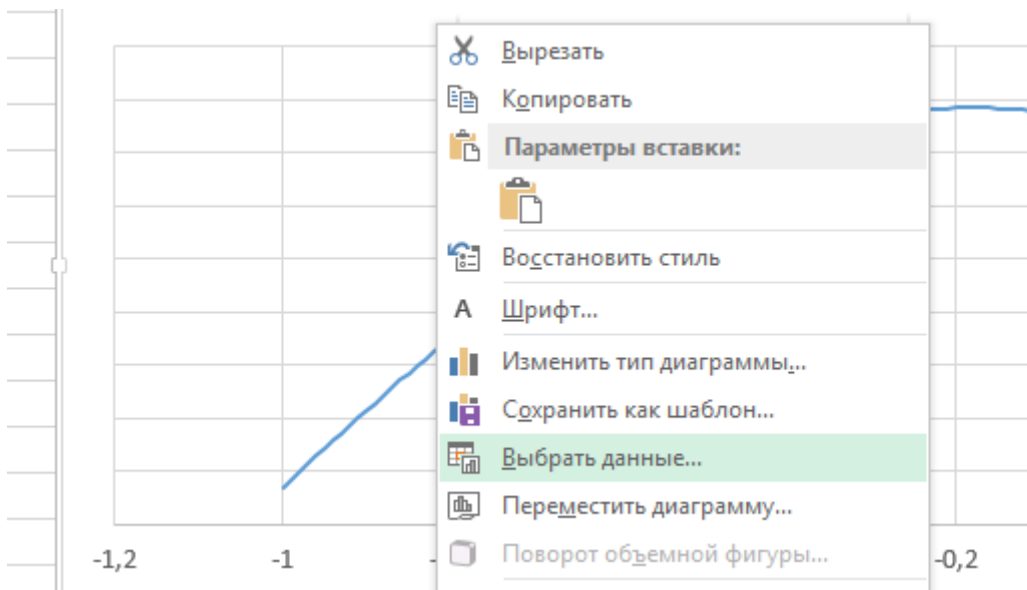 Вырезать
Копировать
Параметры вставки:
Восстановить стиль
A Шрифт...
Изменить тип диаграммы...
Сохранить как шаблон...
Выбрать данные...
Переместить диаграмму...
Поворот объемной фигуры...
-1,2 -1 -0,2